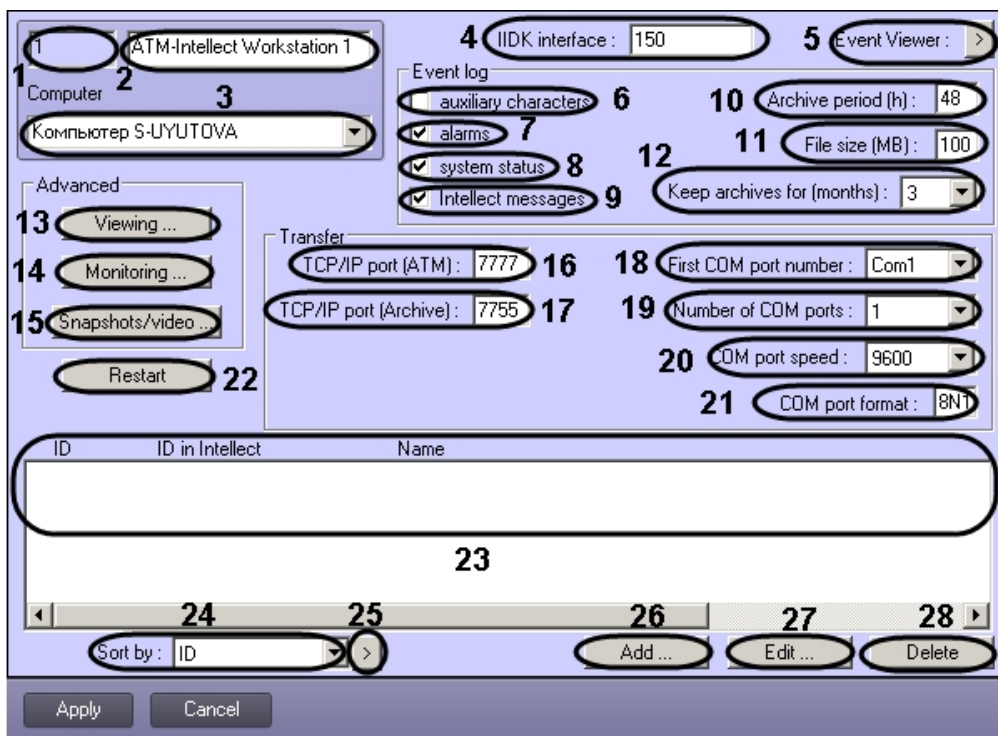 1 ATM-Intellect Workstation 1 4 IIDK interface : 150 5 Event Viewer : >
1 2
Computer 3
Компьютер S-UYUTOVA
Event log
auxiliary characters 6 10 Archive period (h) : 48
alarms 7 11 File size (MB) : 100
system status 8 12
Intellect messages 9 Keep archives for (months) : 3
Advanced
13 Viewing ...
14 Monitoring ...
15 Snapshots/video ...
Restart 22
Transfer
TCP/IP port (ATM) : 7777 16 18 First COM port number : Com1
TCP/IP port (Archive) : 7755 17 19 Number of COM ports : 1
20 COM port speed : 9600
21 COM port format : 8N1
ID ID in Intellect Name
23
24 25 26 27 28
Sort by : ID > Add ... Edit ... Delete
Apply Cancel